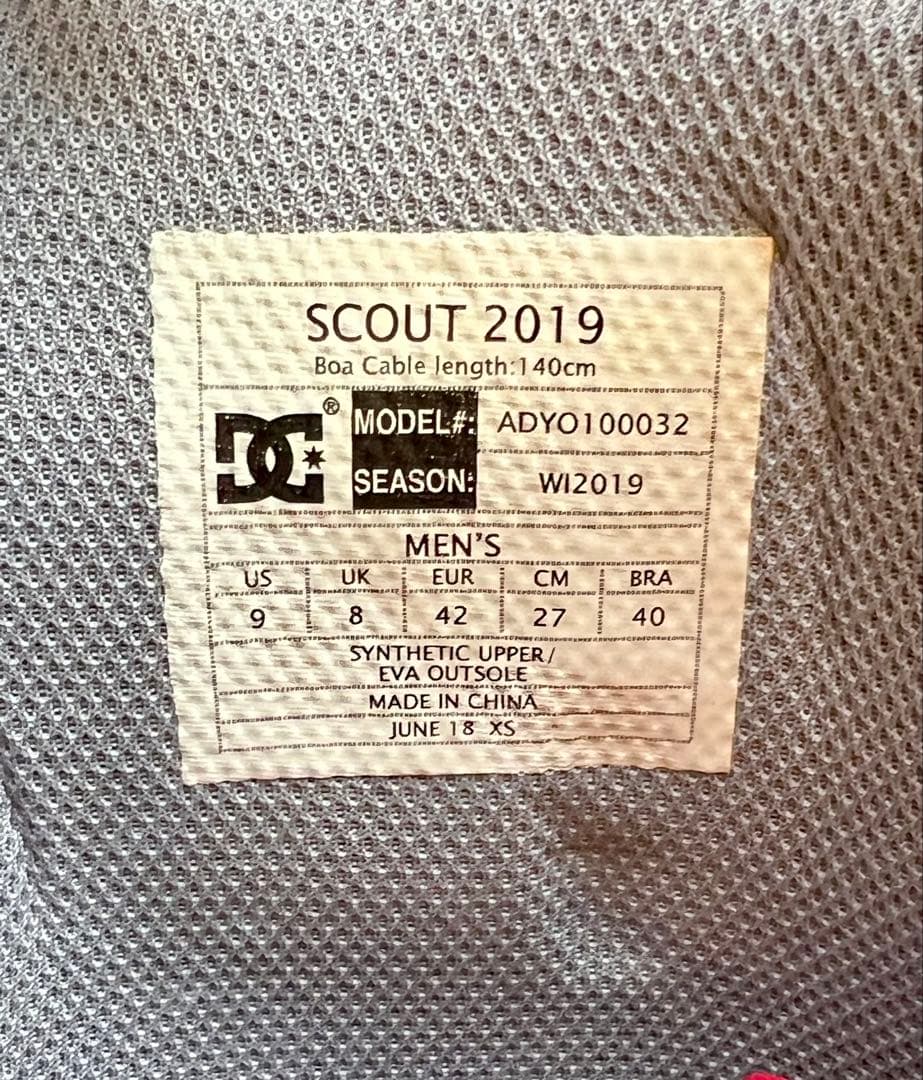 SCOUT 2019
Boa Cable length:140cm
DC® MODEL#: ADYO100032
SEASON: WI2019
MEN'S
US UK EUR CM BRA
9 8 42 27 40
SYNTHETIC UPPER/
EVA OUTSOLE
MADE IN CHINA
JUNE 18 XS